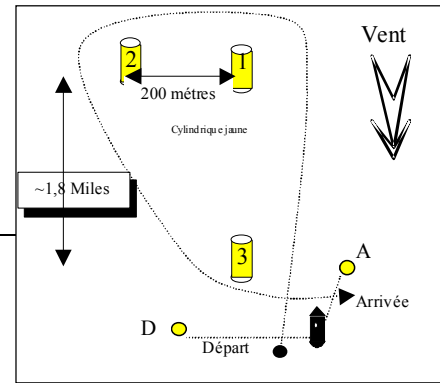 Vent
2
1
200 métres
Cylindrique jaune
~1,8 Miles
3
A
Arrivée
D
Départ